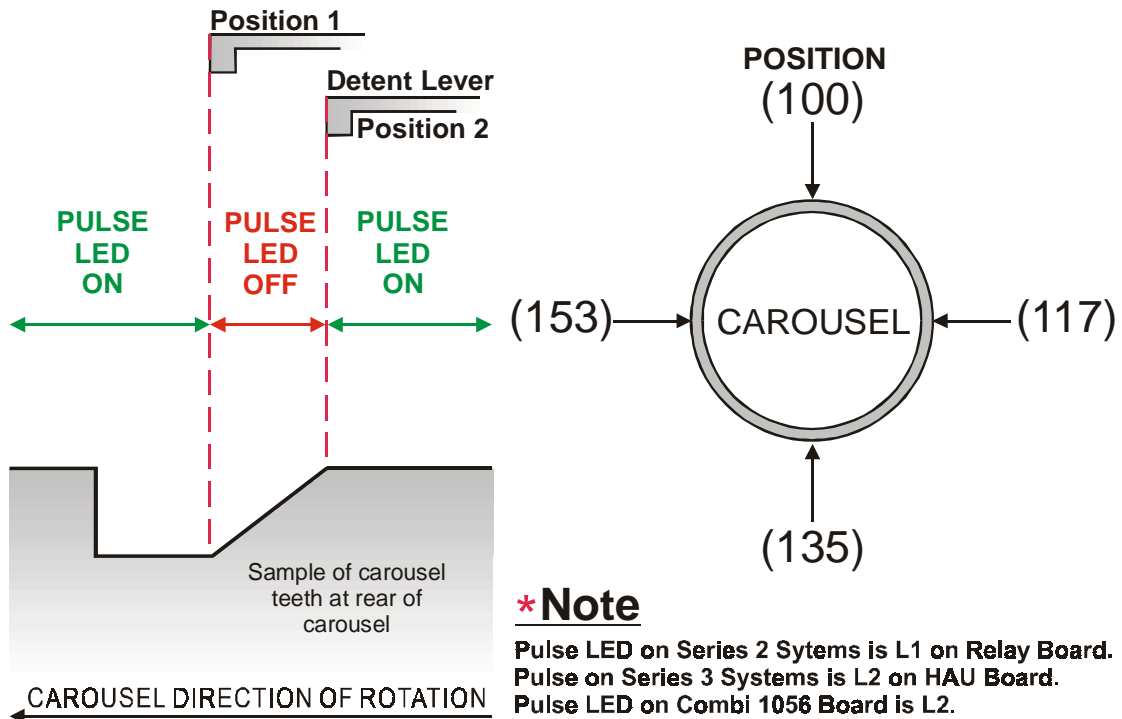 Position 1
Detent Lever
Position 2
PULSE
LED
ON
PULSE
LED
OFF
PULSE
LED
ON
Sample of carousel
teeth at rear of
carousel
CAROUSEL DIRECTION OF ROTATION
POSITION
(100)
(153)
CAROUSEL
(117)
(135)
*Note
Pulse LED on Series 2 Sytems is L1 on Relay Board.
Pulse on Series 3 Systems is L2 on HAU Board.
Pulse LED on Combi 1056 Board is L2.